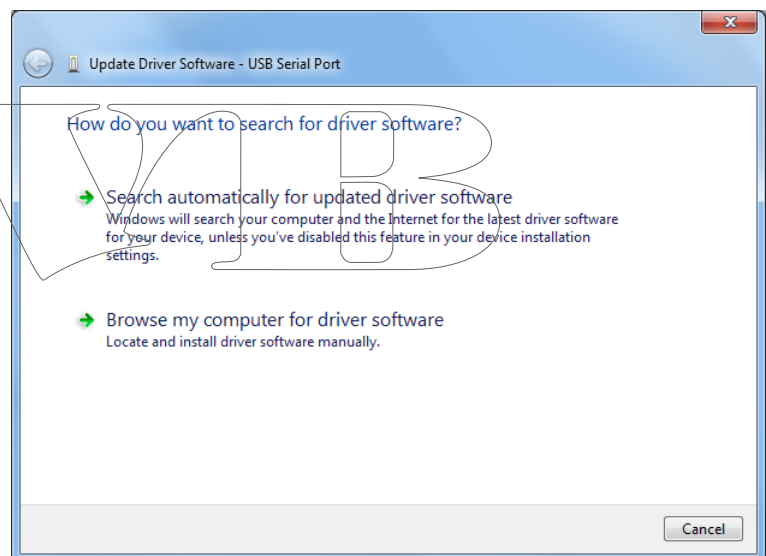 Update Driver Software - USB Serial Port
How do you want to search for driver software?
Search automatically for updated driver software
Windows will search your computer and the Internet for the latest driver software
for your device, unless you've disabled this feature in your device installation
settings.
Browse my computer for driver software
Locate and install driver software manually.
Cancel